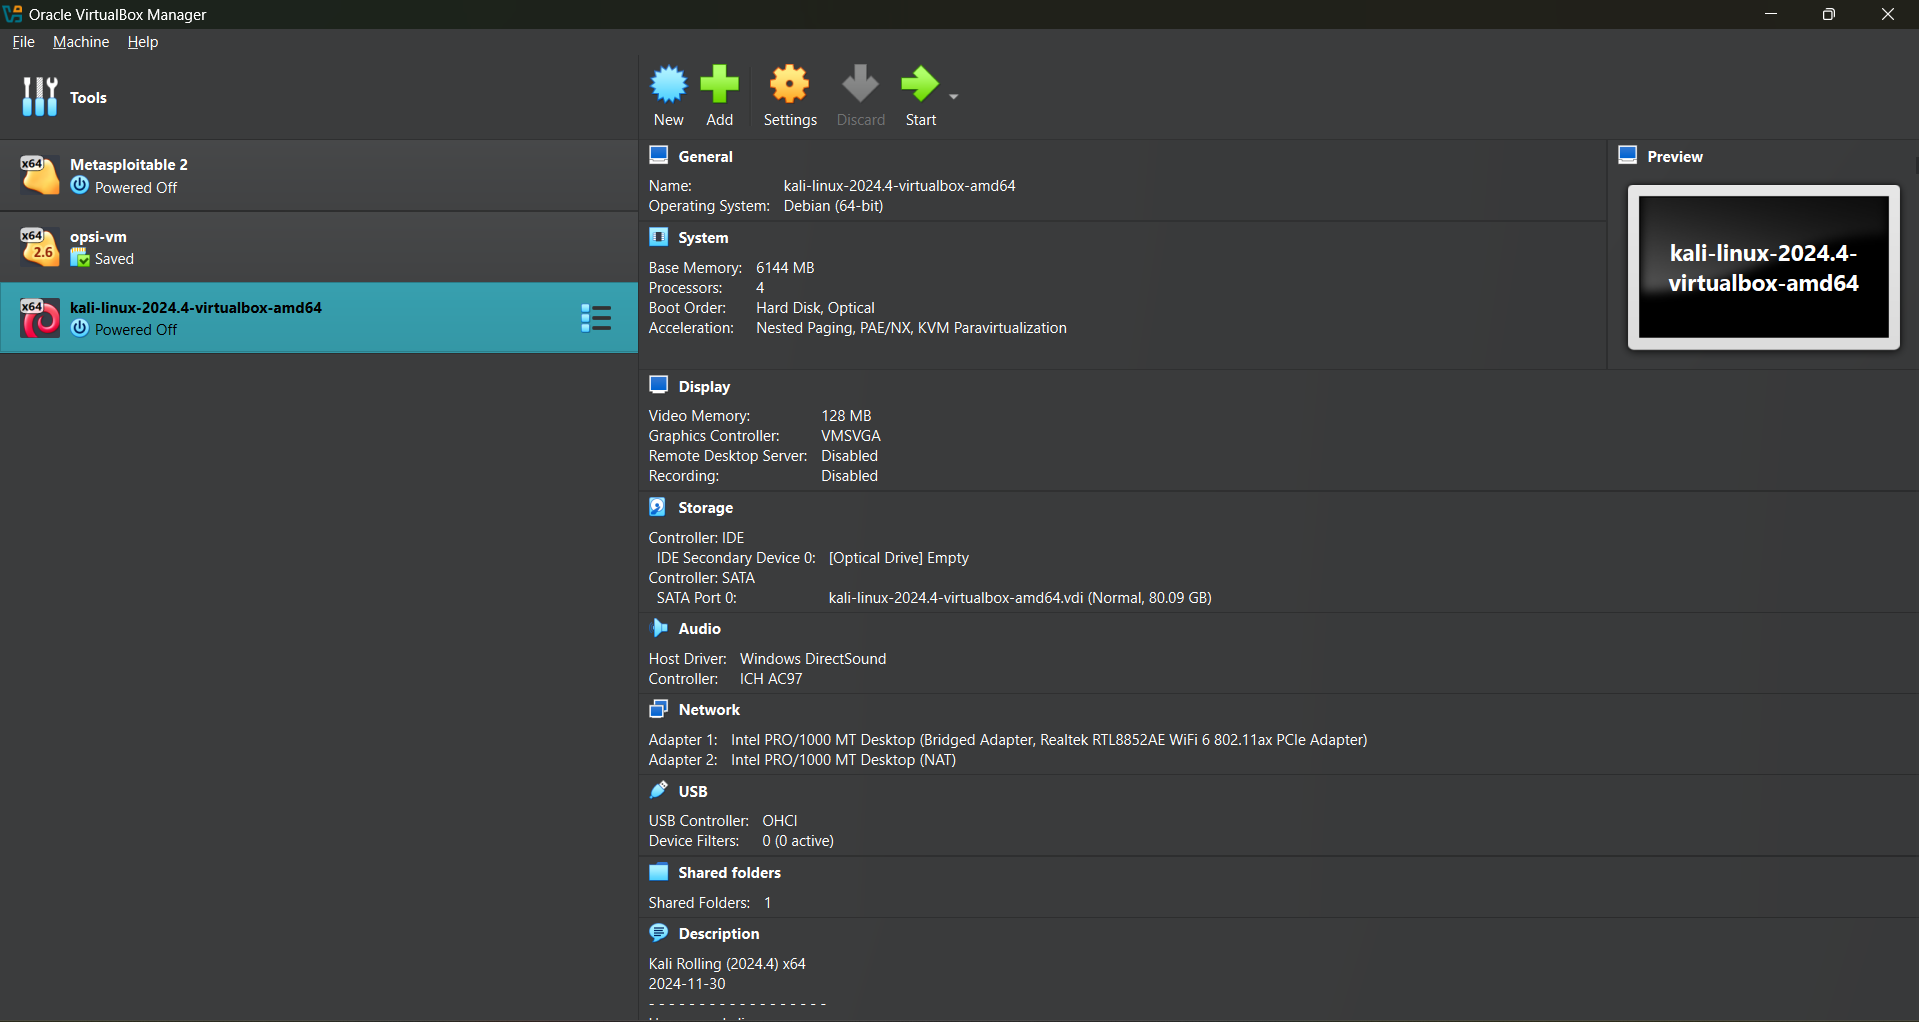 Oracle VirtualBox Manager
File Machine Help
Tools
New Add Settings Discard Start
x64 Metasploitable 2
Powered Off
x64 2.6 opsi-vm
Saved
x64 kali-linux-2024.4-virtualbox-amd64
Powered Off
General
Name: kali-linux-2024.4-virtualbox-amd64
Operating System: Debian (64-bit)
Preview
kali-linux-2024.4-
virtualbox-amd64
System
Base Memory: 6144 MB
Processors: 4
Boot Order: Hard Disk, Optical
Acceleration: Nested Paging, PAE/NX, KVM Paravirtualization
Display
Video Memory: 128 MB
Graphics Controller: VMSVGA
Remote Desktop Server: Disabled
Recording: Disabled
Storage
Controller: IDE
IDE Secondary Device 0: [Optical Drive] Empty
Controller: SATA
SATA Port 0: kali-linux-2024.4-virtualbox-amd64.vdi (Normal, 80.09 GB)
Audio
Host Driver: Windows DirectSound
Controller: ICH AC97
Network
Adapter 1: Intel PRO/1000 MT Desktop (Bridged Adapter, Realtek RTL8852AE WiFi 6 802.11ax PCIe Adapter)
Adapter 2: Intel PRO/1000 MT Desktop (NAT)
USB
USB Controller: OHCI
Device Filters: 0 (0 active)
Shared folders
Shared Folders: 1
Description
Kali Rolling (2024.4) x64
2024-11-30
- - - - - - - - - - - - - - - - - -